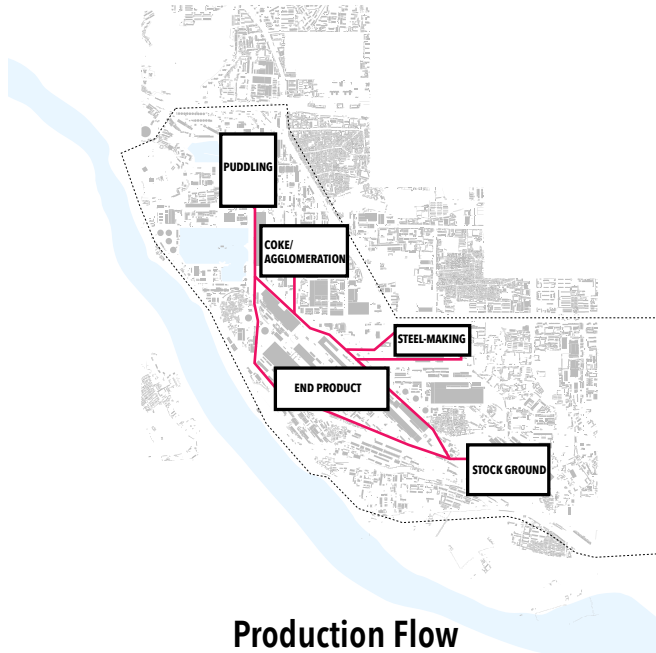 PUDDLING
COKE/
AGGLOMERATION
STEEL-MAKING
END PRODUCT
STOCK GROUND
Production Flow